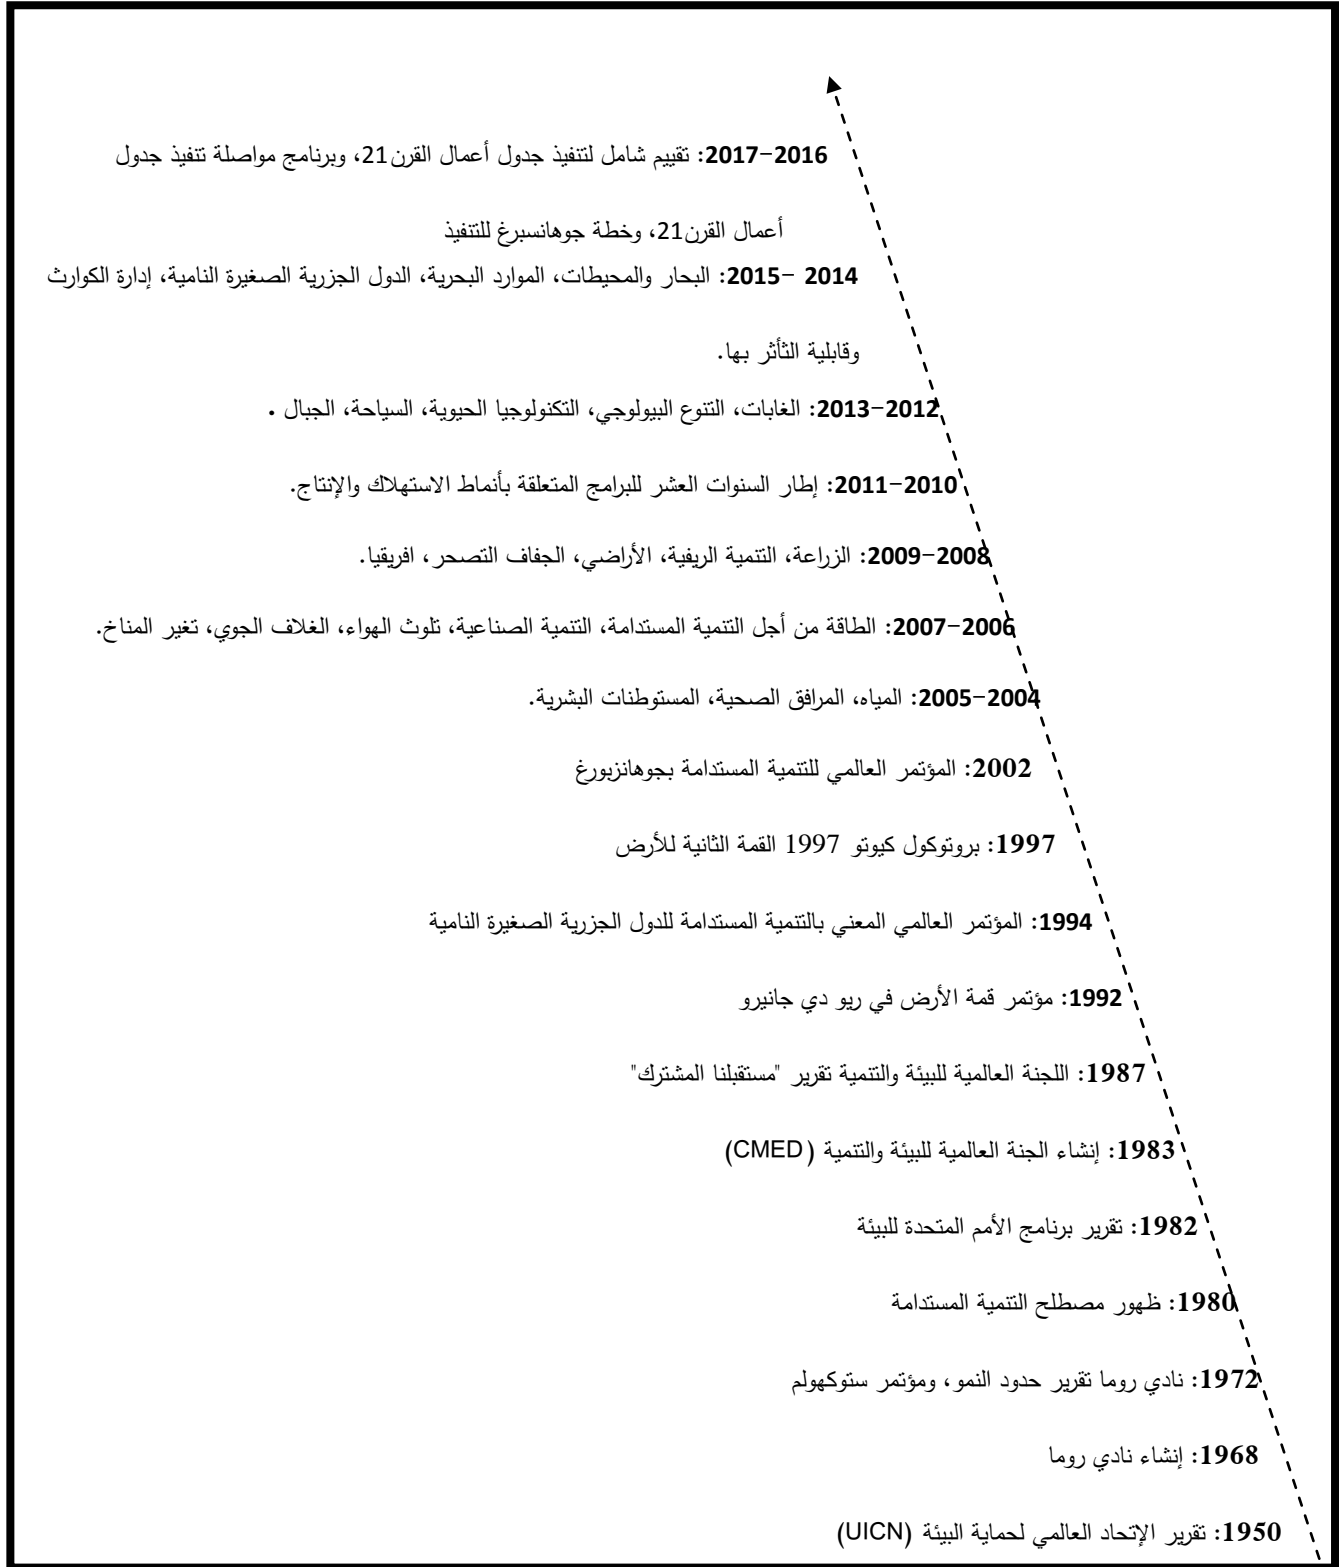 2016-2017: تقييم شامل لتنفيذ جدول أعمال القرن21، وبرنامج مواصلة تنفيذ جدول
أعمال القرن21، وخطة جوهانسبرغ للتنفيذ
2014 -2015: البحار والمحيطات، الموارد البحرية، الدول الجزرية الصغيرة النامية، إدارة الكوارث
وقابلية الثأثر بها.
2012-2013: الغابات، التنوع البيولوجي، التكنولوجيا الحيوية، السياحة، الجبال .
2010-2011: إطار السنوات العشر للبرامج المتعلقة بأنماط الاستهلاك والإنتاج.
2008-2009: الزراعة، التنمية الريفية، الأراضي، الجفاف التصحر، افريقيا.
2006-2007: الطاقة من أجل التنمية المستدامة، التنمية الصناعية، تلوث الهواء، الغلاف الجوي، تغير المناخ.
2004-2005: المياه، المرافق الصحية، المستوطنات البشرية.
2002: المؤتمر العالمي للتنمية المستدامة بجوهانزبورغ
1997: بروتوكول كيوتو 1997 القمة الثانية للأرض
1994: المؤتمر العالمي المعني بالتنمية المستدامة للدول الجزرية الصغيرة النامية
1992: مؤتمر قمة الأرض في ريو دي جانيرو
1987: اللجنة العالمية للبيئة والتنمية تقرير "مستقبلنا المشترك"
1983: إنشاء الجنة العالمية للبيئة والتنمية (CMED)
1982: تقرير برنامج الأمم المتحدة للبيئة
1980: ظهور مصطلح التنمية المستدامة
1972: نادي روما تقرير حدود النمو، ومؤتمر ستوكهولم
1968: إنشاء نادي روما
1950: تقرير الإتحاد العالمي لحماية البيئة (UICN)